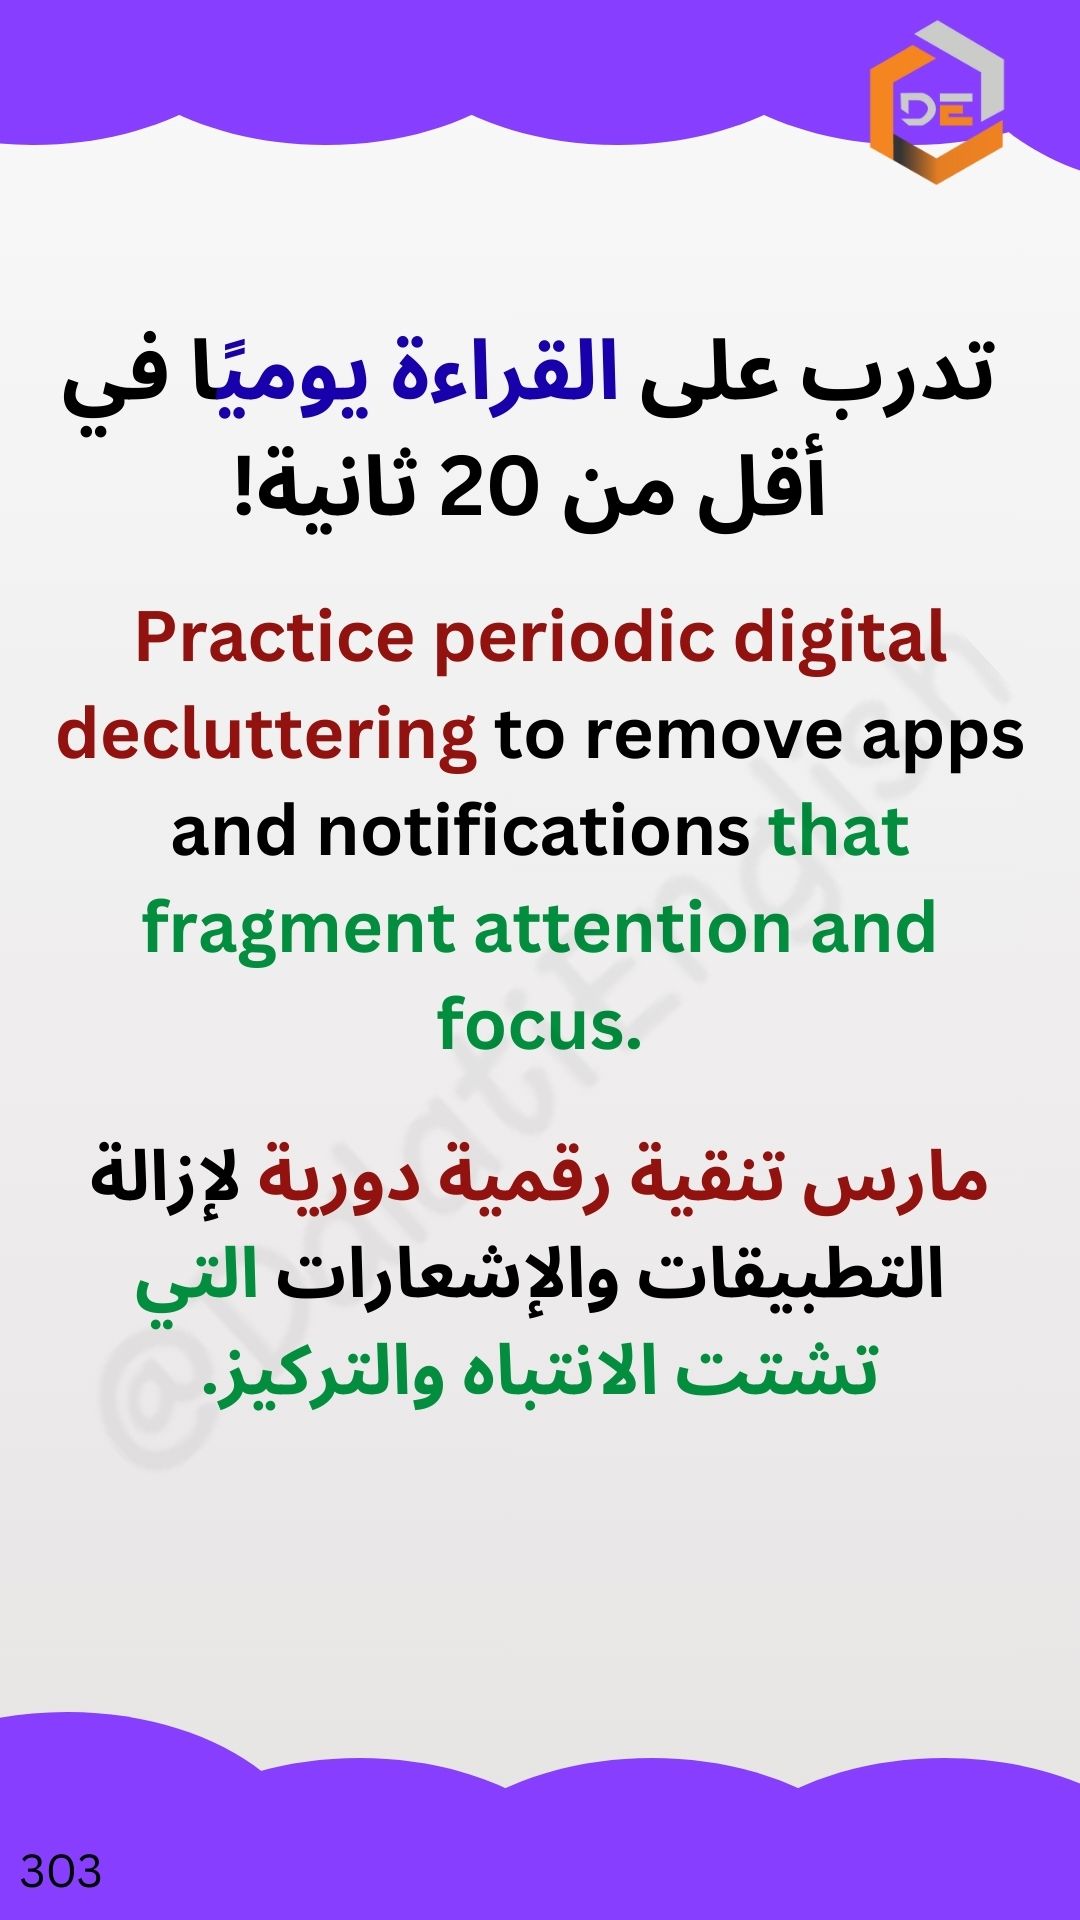 DE
تدرب على القراءة يوميًا في
أقل من 20 ثانية!
Practice periodic digital
decluttering to remove apps
and notifications that
fragment attention and
focus.
مارس تنقية رقمية دورية لإزالة
التطبيقات والإشعارات التي
تشتت الانتباه والتركيز.
@DalatiEnglish
303